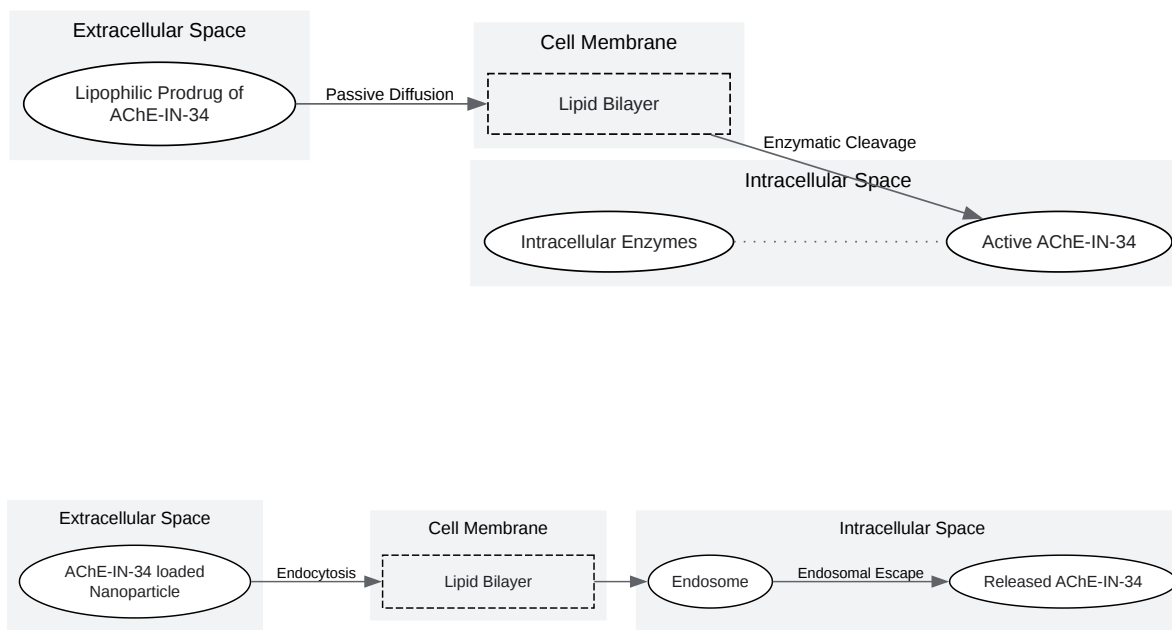 Extracellular Space
Lipophilic Prodrug of
AChE-IN-34
Passive Diffusion
Cell Membrane
Lipid Bilayer
Enzymatic Cleavage
Intracellular Space
Intracellular Enzymes
Active AChE-IN-34
Extracellular Space
AChE-IN-34 loaded
Nanoparticle
Endocytosis
Cell Membrane
Lipid Bilayer
Intracellular Space
Endosome
Endosomal Escape
Released AChE-IN-34